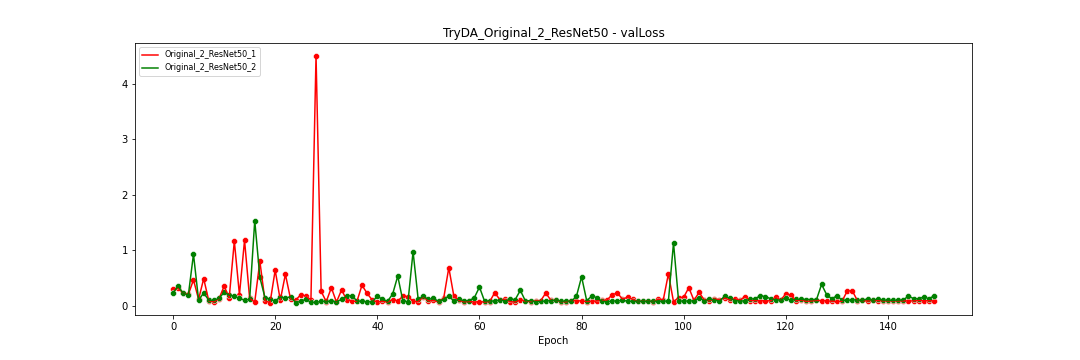 TryDA_Original_2_ResNet50 - valLoss
Original_2_ResNet50_1
Original_2_ResNet50_2
4
3
2
1
0
0 20 40 60 80 100 120 140
Epoch